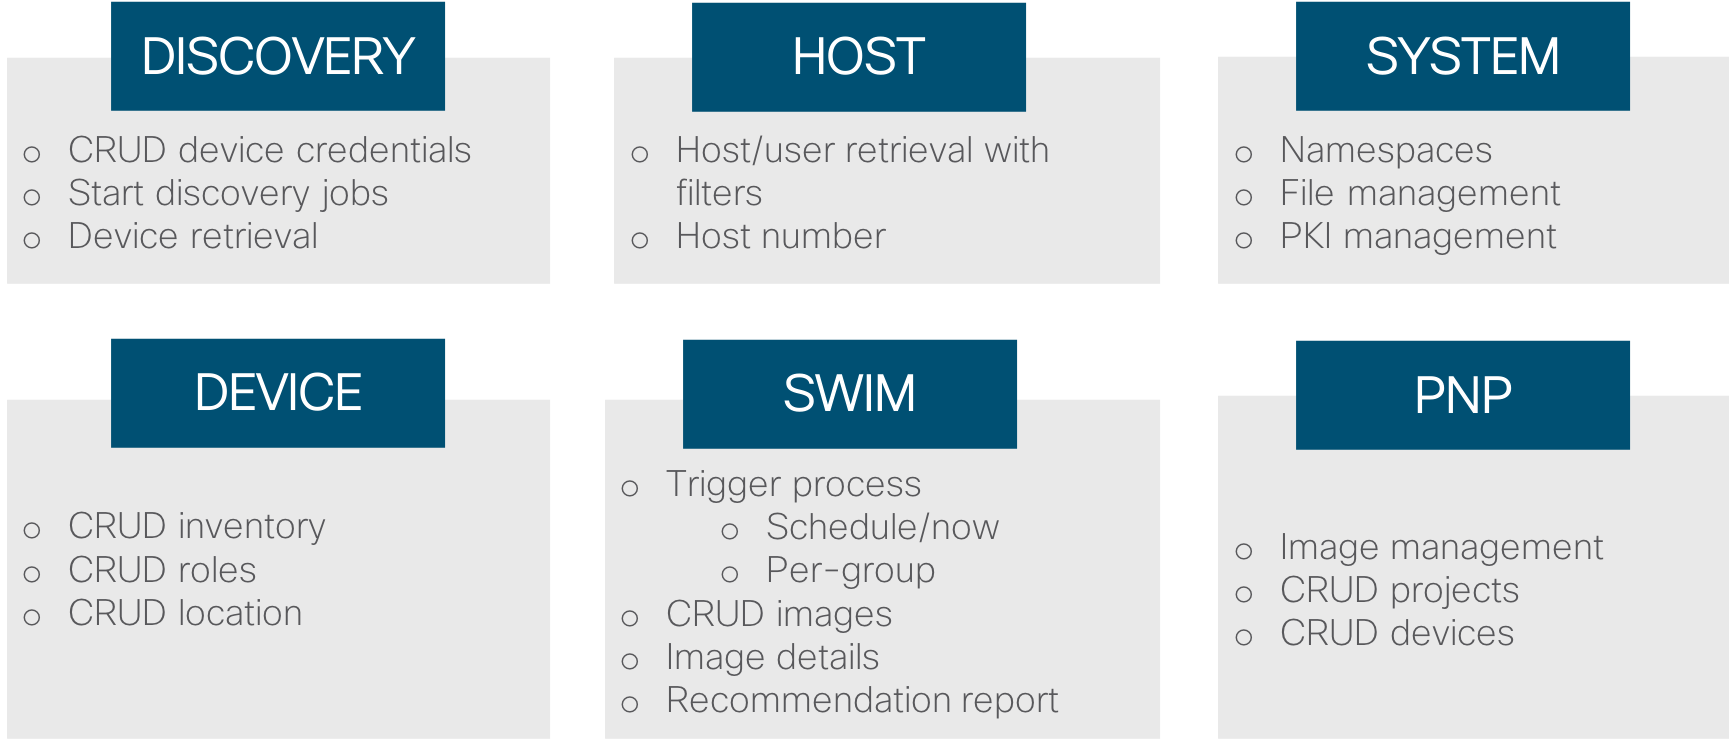 DISCOVERY
○ CRUD device credentials
○ Start discovery jobs
○ Device retrieval
HOST
○ Host/user retrieval with
filters
○ Host number
SYSTEM
○ Namespaces
○ File management
○ PKI management
DEVICE
○ CRUD inventory
○ CRUD roles
○ CRUD location
SWIM
○ Trigger process
○ Schedule/now
○ Per-group
○ CRUD images
○ Image details
○ Recommendation report
PNP
○ Image management
○ CRUD projects
○ CRUD devices